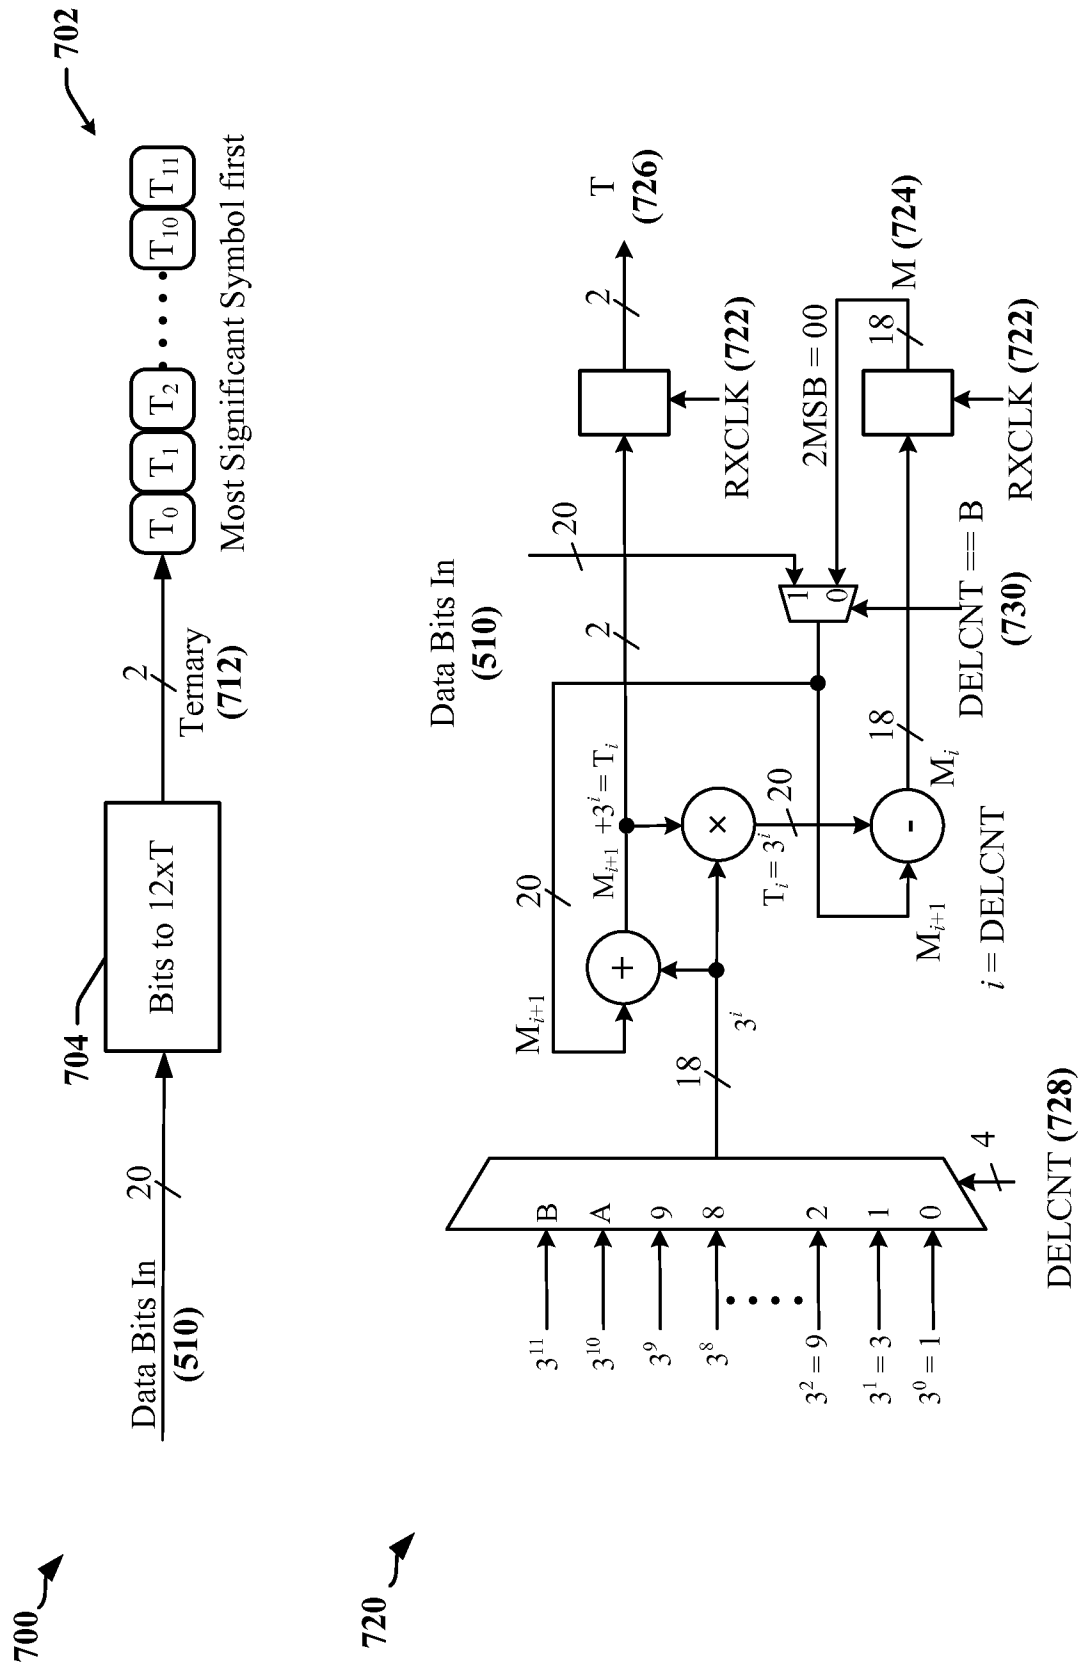 700
702
704
Data Bits In
(510)
20
Bits to 12xT
2
Ternary
(712)
T0 T1 T2 T10 T11
Most Significant Symbol first
720
3¹¹ B
3¹⁰ A
3⁹ 9
3⁸ 8
3² = 9 2
3¹ = 3 1
3⁰ = 1 0
DELCNT (728)
4
18
3ⁱ
Mi+1
+
20
Mi+1 +3ⁱ= Ti
×
Ti = 3ⁱ
20
Mi+1
-
Mi
18
i = DELCNT
Data Bits In
(510)
20
2
1
0
DELCNT == B
(730)
2MSB = 00
RXCLK (722)
2
T
(726)
18
M (724)
RXCLK (722)